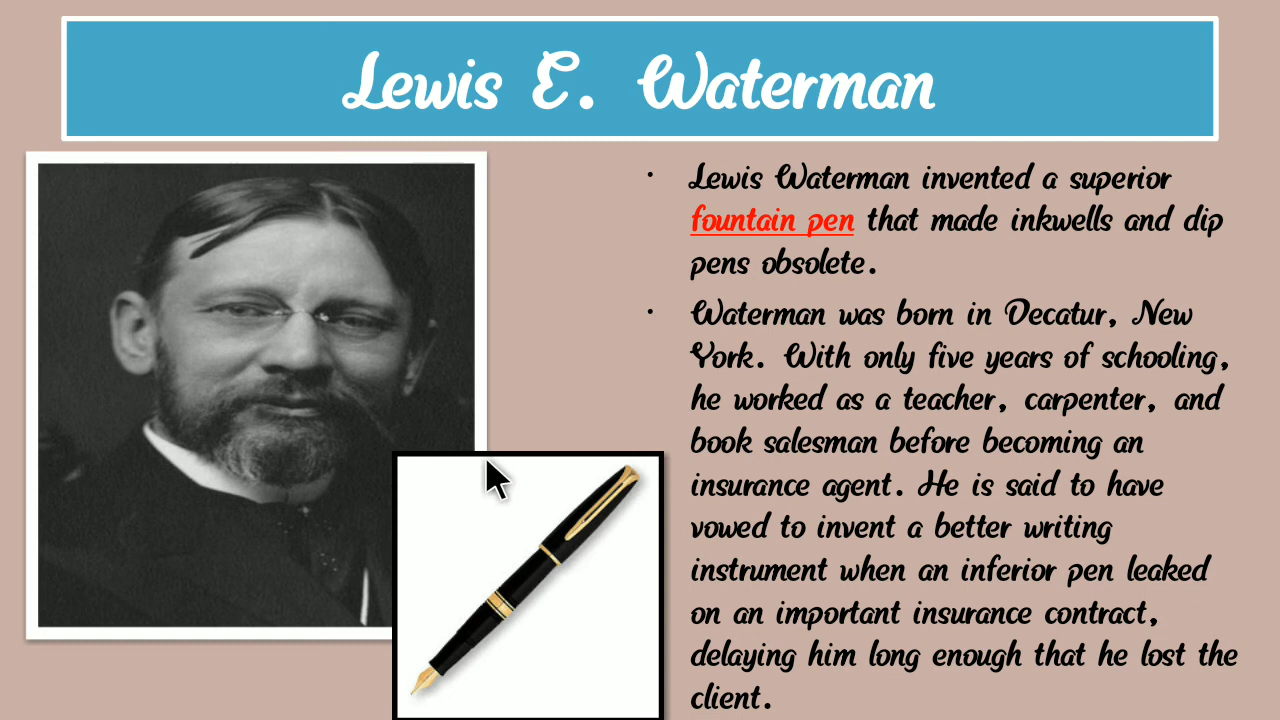 Lewis E. Waterman
• Lewis Waterman invented a superior
fountain pen that made inkwells and dip
pens obsolete.
• Waterman was born in Decatur, New
York. With only five years of schooling,
he worked as a teacher, carpenter, and
book salesman before becoming an
insurance agent. He is said to have
vowed to invent a better writing
instrument when an inferior pen leaked
on an important insurance contract,
delaying him long enough that he lost the
client.